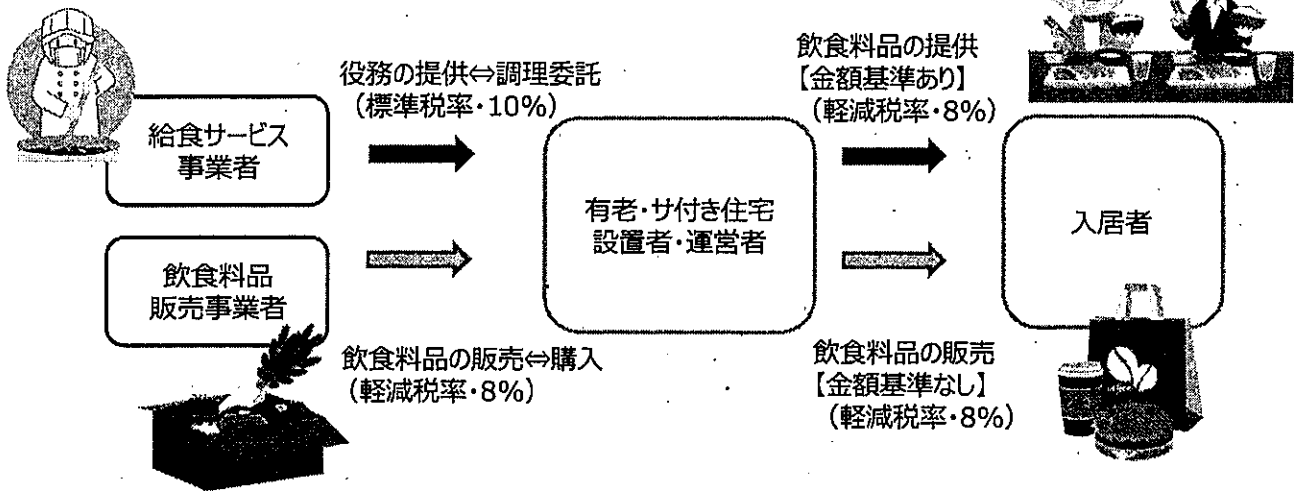 役務の提供⇔調理委託
（標準税率・10%）
飲食料品の提供
【金額基準あり】
（軽減税率・8%）
給食サービス
事業者
有老・サ付き住宅
設置者・運営者
入居者
飲食料品
販売事業者
飲食料品の販売⇔購入
（軽減税率・8%）
飲食料品の販売
【金額基準なし】
（軽減税率・8%）